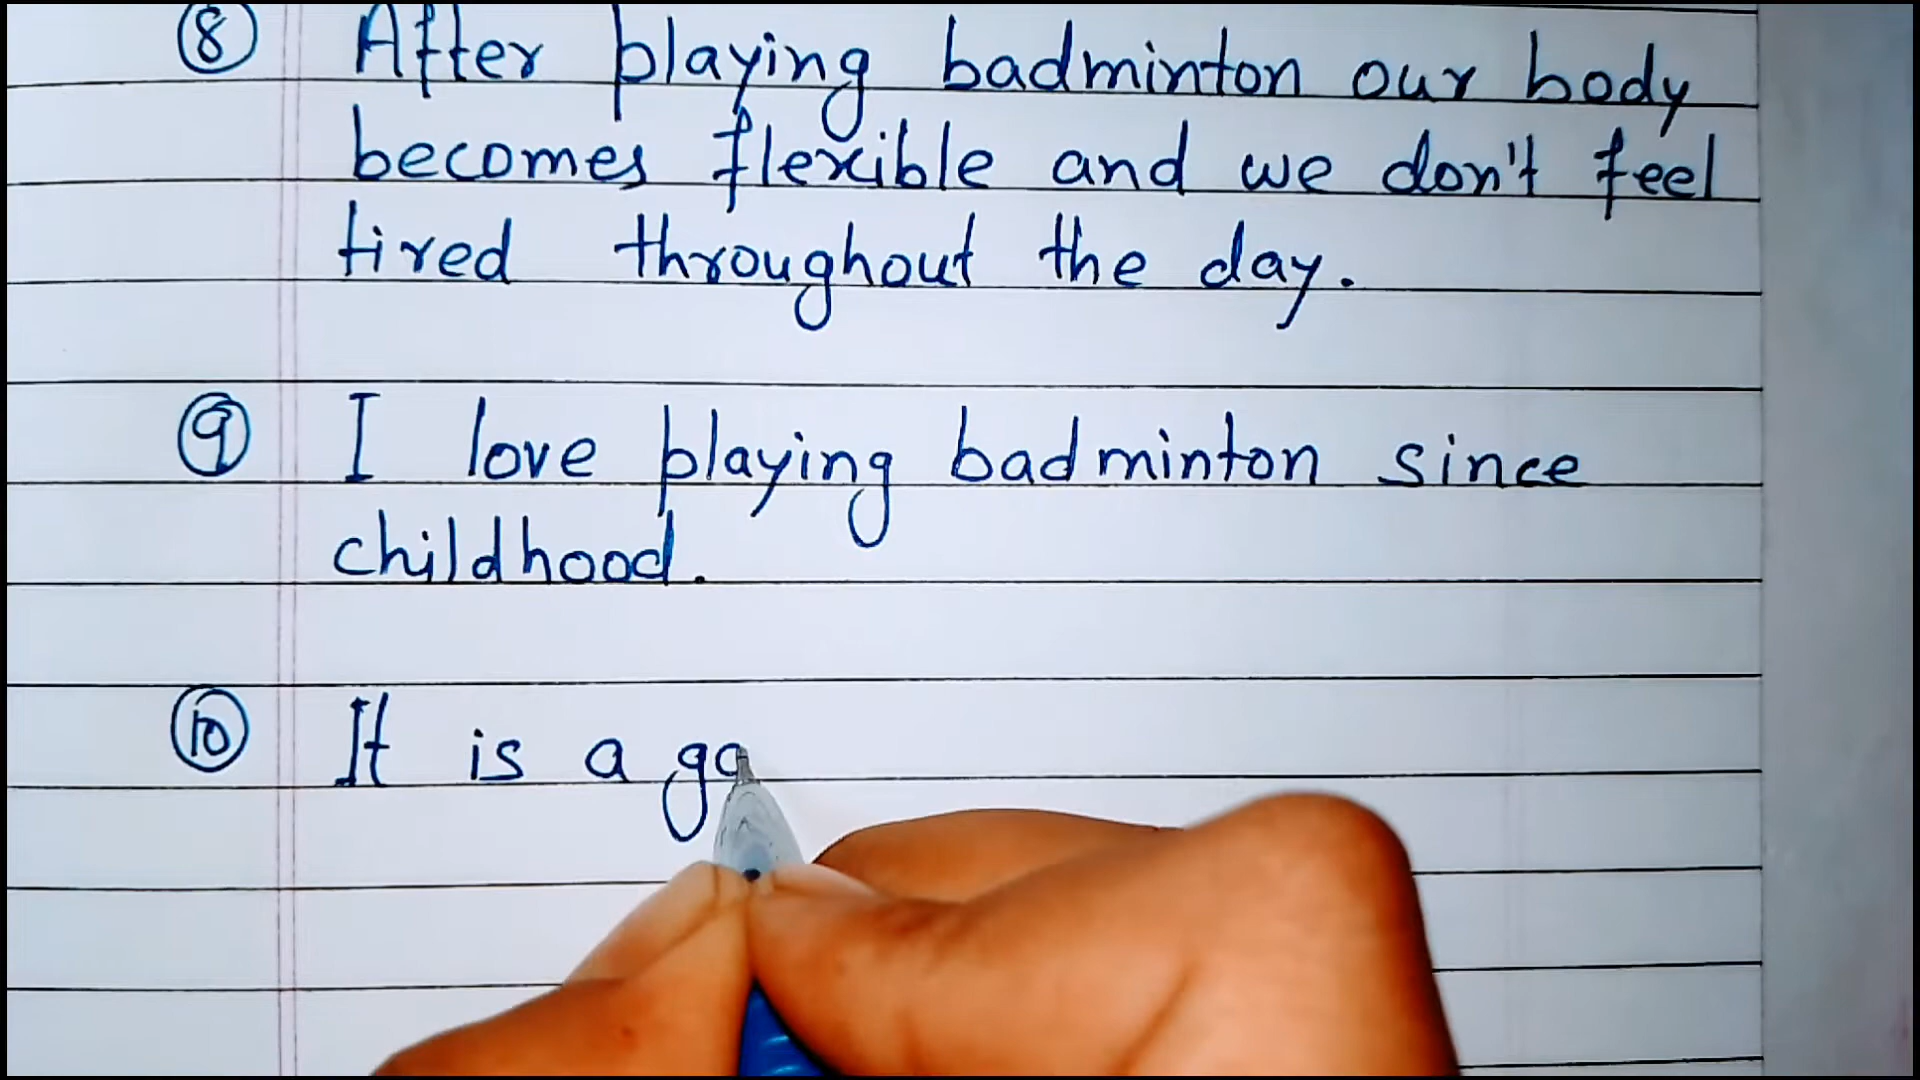 ⑧ After playing badminton our body
becomes flexible and we don't feel
tired throughout the day.
⑨ I love playing badminton since
childhood.
⑩ It is a